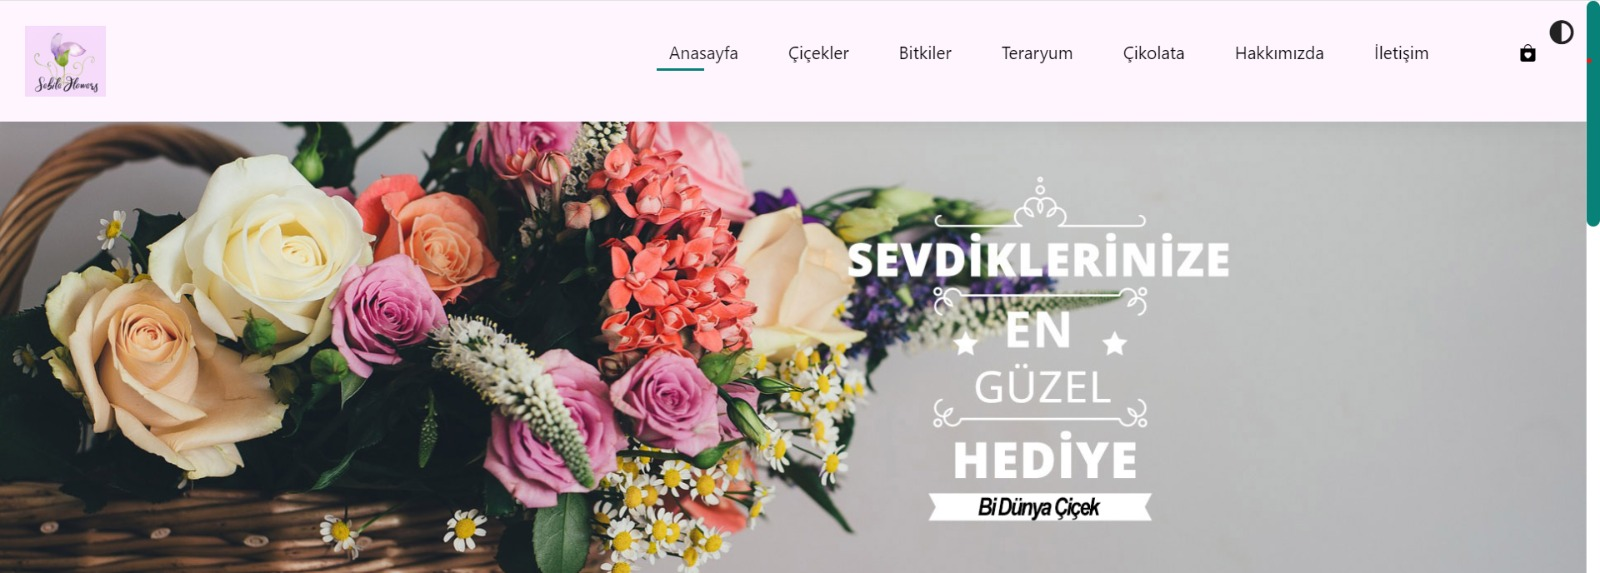 Anasayfa Çiçekler Bitkiler Teraryum Çikolata Hakkımızda İletişim
SEVDİKLERİNİZE
EN
GÜZEL
HEDİYE
Bi Dünya Çiçek